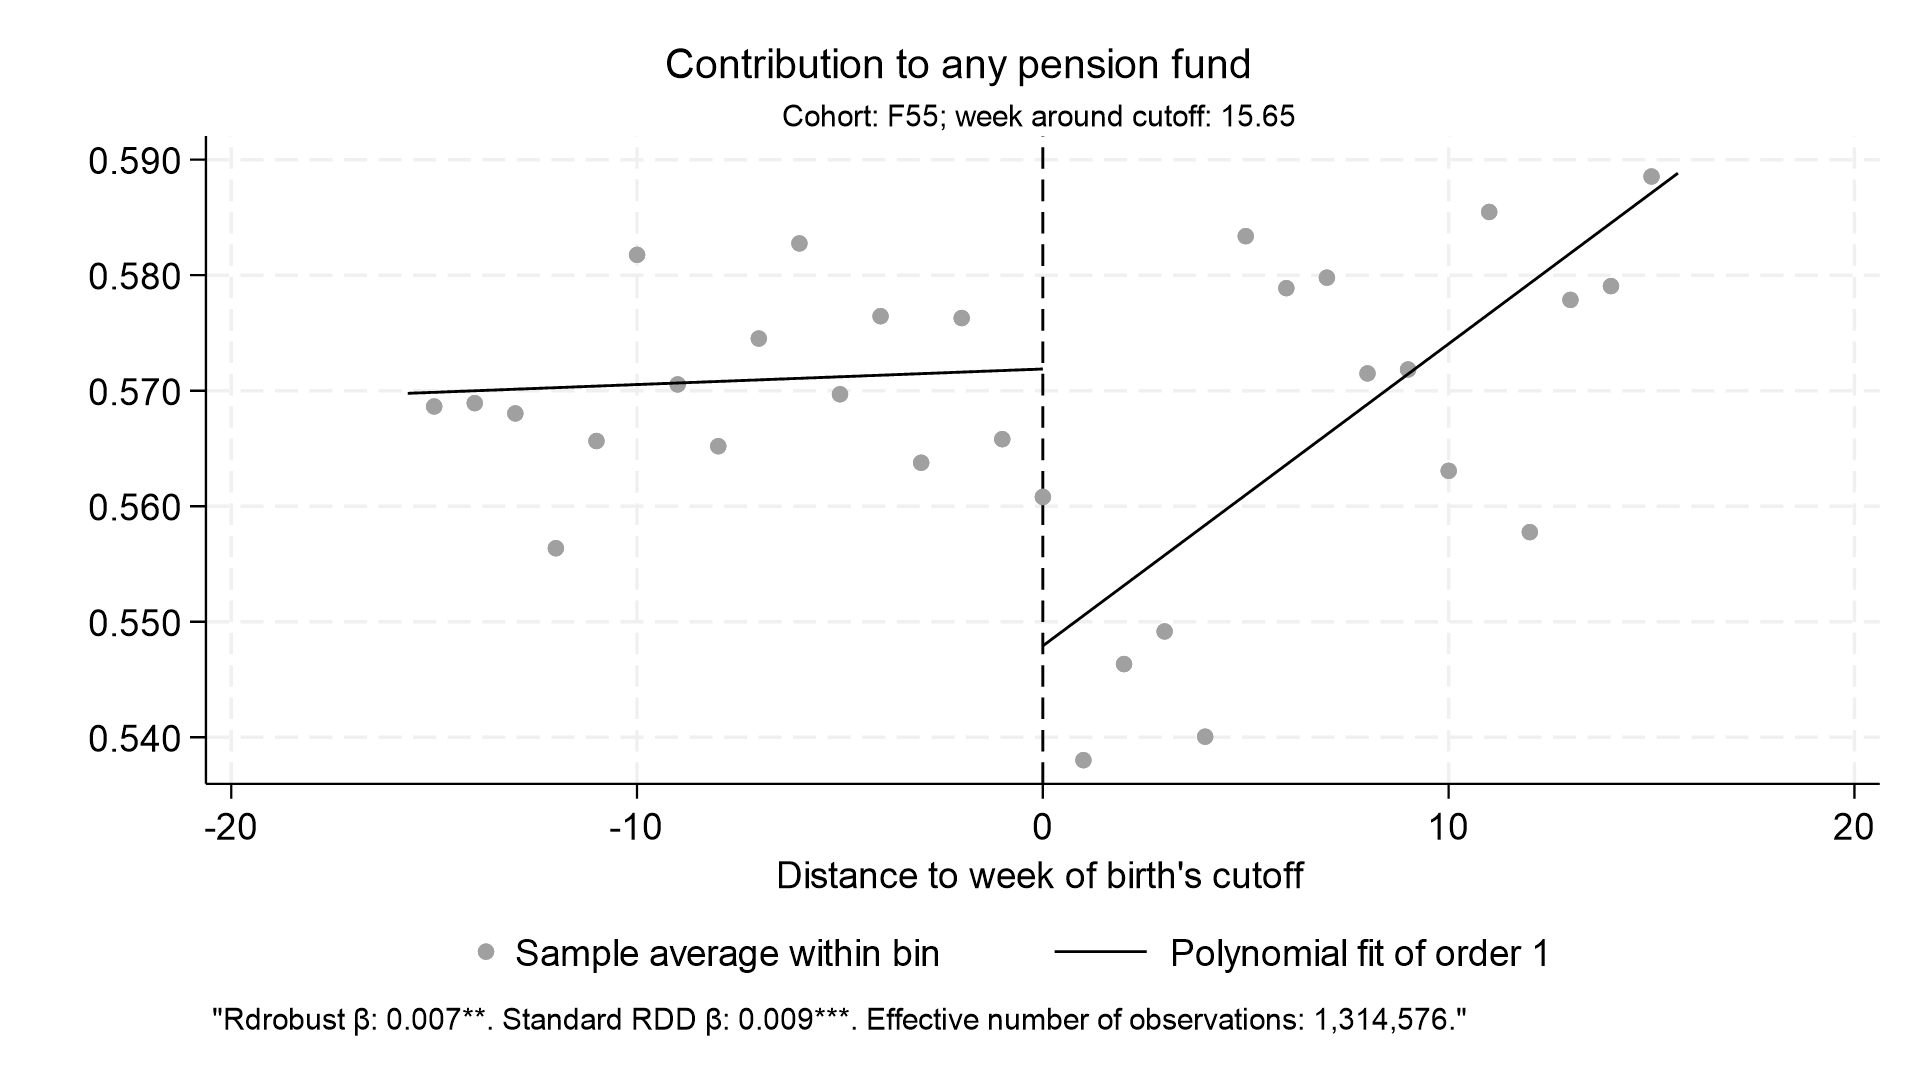 Contribution to any pension fund
Cohort: F55; week around cutoff: 15.65
0.590
0.580
0.570
0.560
0.550
0.540
-20 -10 0 10 20
Distance to week of birth's cutoff
Sample average within bin Polynomial fit of order 1
"Rdrobust β: 0.007**. Standard RDD β: 0.009***. Effective number of observations: 1,314,576."